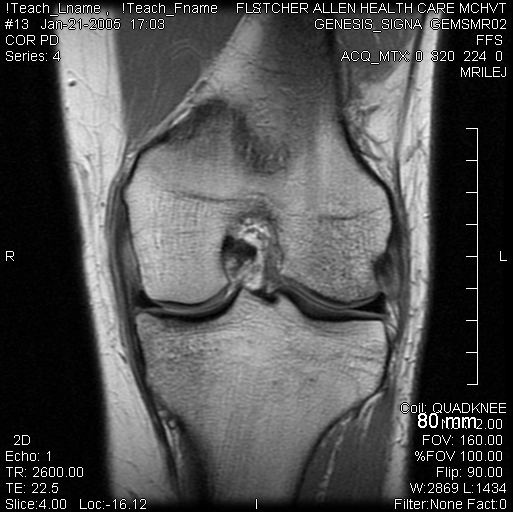 !Teach_Lname , !Teach_Fname FLSTCHER ALLEN HEALTH CARE MCHVT
#13 Jan-21-2005 17:03 GENESIS_SIGNA GEMSMR02
COR PD FFS
Series: 4 ACQ_MTX: 0 320 224 0
MRILEJ
R L
Coil: QUADKNEE
80 mm 2.00
2D FOV: 160.00
Echo: 1 %FOV 100.00
TR: 2600.00 Flip: 90.00
TE: 22.5 W:2869 L:1434
Slice:4.00 Loc:-16.12 I Filter:None Fact:0